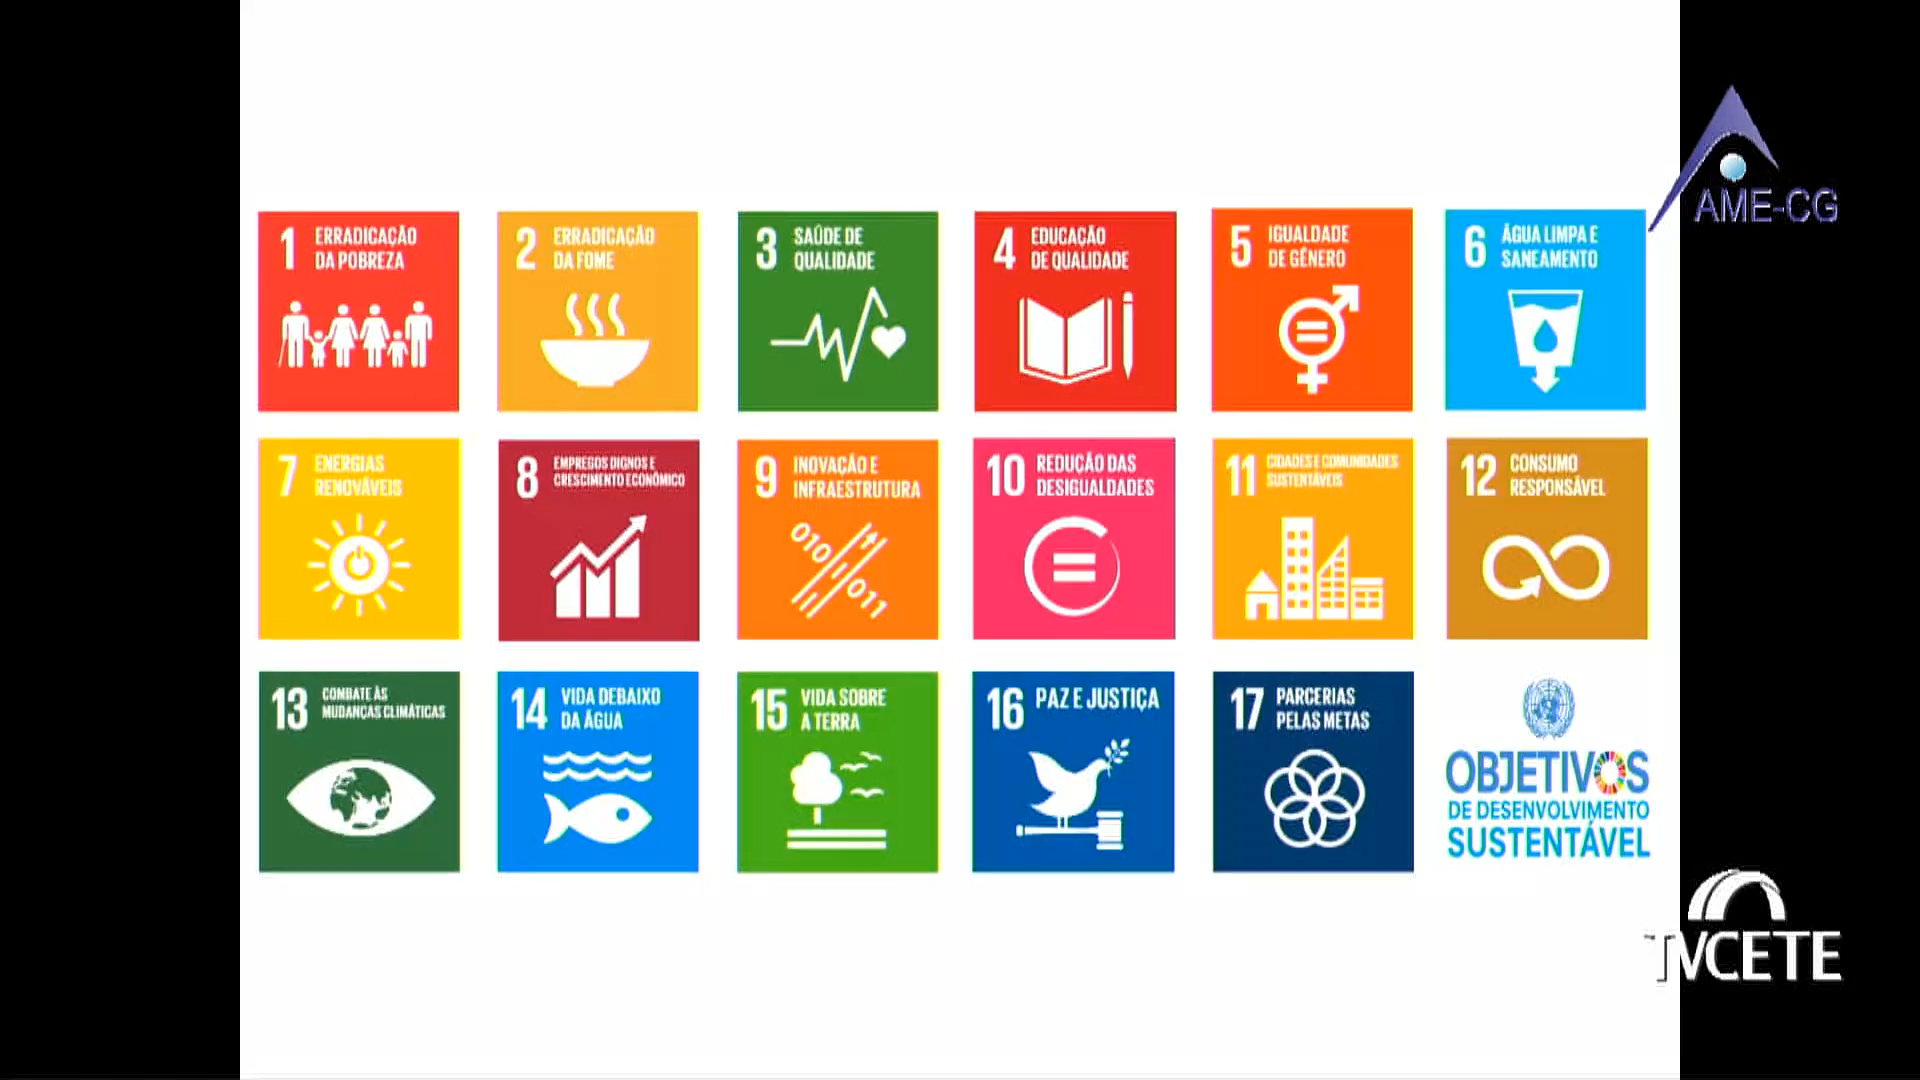 1 ERRADICAÇÃO
DA POBREZA
2 ERRADICAÇÃO
DA FOME
3 SAÚDE DE
QUALIDADE
4 EDUCAÇÃO
DE QUALIDADE
5 IGUALDADE
DE GÊNERO
6 ÁGUA LIMPA E
SANEAMENTO
AME-CG
7 ENERGIAS
RENOVÁVEIS
8 EMPREGOS DIGNOS E
CRESCIMENTO ECONÔMICO
9 INOVAÇÃO E
INFRAESTRUTURA
010
011
10 REDUÇÃO DAS
DESIGUALDADES
11 CIDADES E COMUNIDADES
SUSTENTÁVEIS
12 CONSUMO
RESPONSÁVEL
13 COMBATE ÀS
MUDANÇAS CLIMÁTICAS
14 VIDA DEBAIXO
DA ÁGUA
15 VIDA SOBRE
A TERRA
16 PAZ E JUSTIÇA
17 PARCERIAS
PELAS METAS
OBJETIVOS
DE DESENVOLVIMENTO
SUSTENTÁVEL
TVCETE